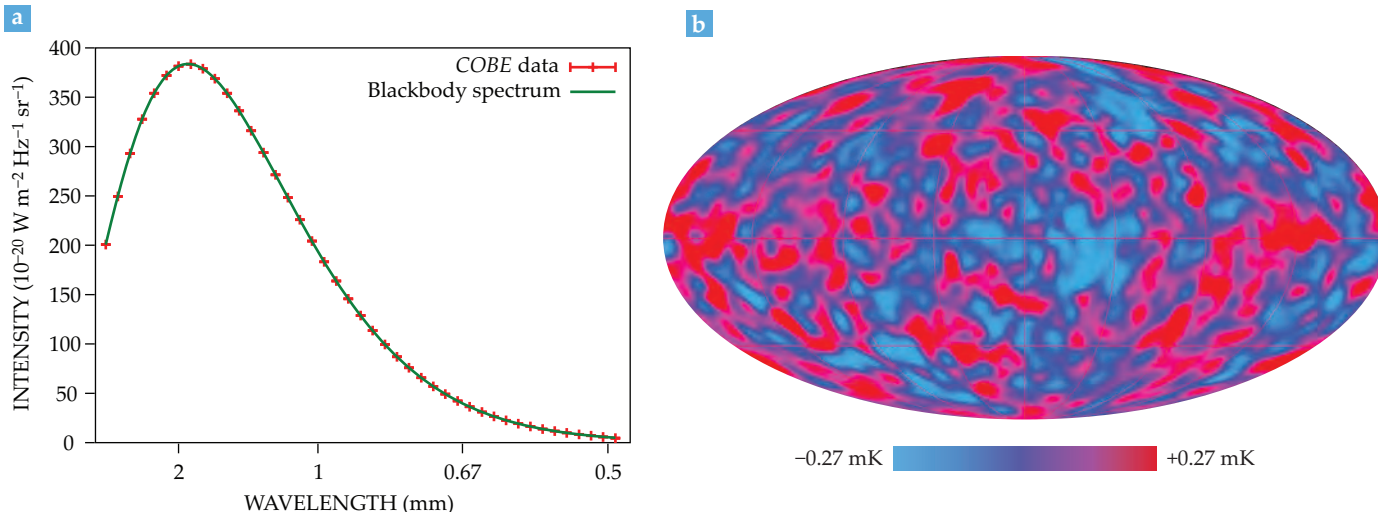 a
400
350
300
250
200
150
100
50
0
INTENSITY (10⁻²⁰ W m⁻² Hz⁻¹ sr⁻¹)
COBE data
Blackbody spectrum
2 1 0.67 0.5
WAVELENGTH (mm)
b
−0.27 mK +0.27 mK